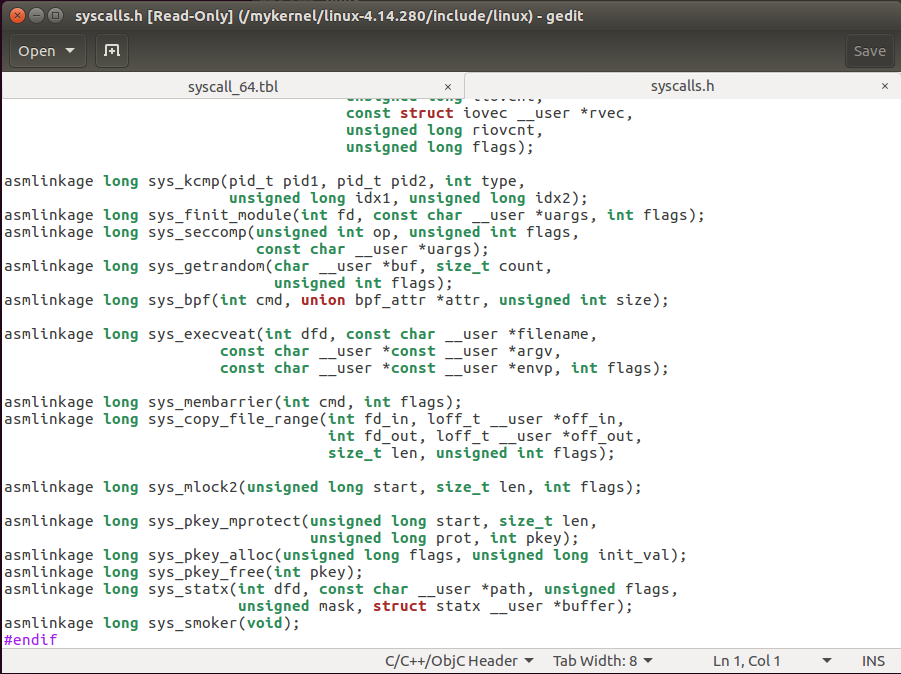 syscalls.h [Read-Only] (/mykernel/linux-4.14.280/include/linux) - gedit
Open Save
syscall_64.tbl × syscalls.h ×
const struct iovec __user *rvec,
unsigned long riovcnt,
unsigned long flags);
asmlinkage long sys_kcmp(pid_t pid1, pid_t pid2, int type,
unsigned long idx1, unsigned long idx2);
asmlinkage long sys_finit_module(int fd, const char __user *uargs, int flags);
asmlinkage long sys_seccomp(unsigned int op, unsigned int flags,
const char __user *uargs);
asmlinkage long sys_getrandom(char __user *buf, size_t count,
unsigned int flags);
asmlinkage long sys_bpf(int cmd, union bpf_attr *attr, unsigned int size);
asmlinkage long sys_execveat(int dfd, const char __user *filename,
const char __user *const __user *argv,
const char __user *const __user *envp, int flags);
asmlinkage long sys_membarrier(int cmd, int flags);
asmlinkage long sys_copy_file_range(int fd_in, loff_t __user *off_in,
int fd_out, loff_t __user *off_out,
size_t len, unsigned int flags);
asmlinkage long sys_mlock2(unsigned long start, size_t len, int flags);
asmlinkage long sys_pkey_mprotect(unsigned long start, size_t len,
unsigned long prot, int pkey);
asmlinkage long sys_pkey_alloc(unsigned long flags, unsigned long init_val);
asmlinkage long sys_pkey_free(int pkey);
asmlinkage long sys_statx(int dfd, const char __user *path, unsigned flags,
unsigned mask, struct statx __user *buffer);
asmlinkage long sys_smoker(void);
#endif
C/C++/ObjC Header Tab Width: 8 Ln 1, Col 1 INS